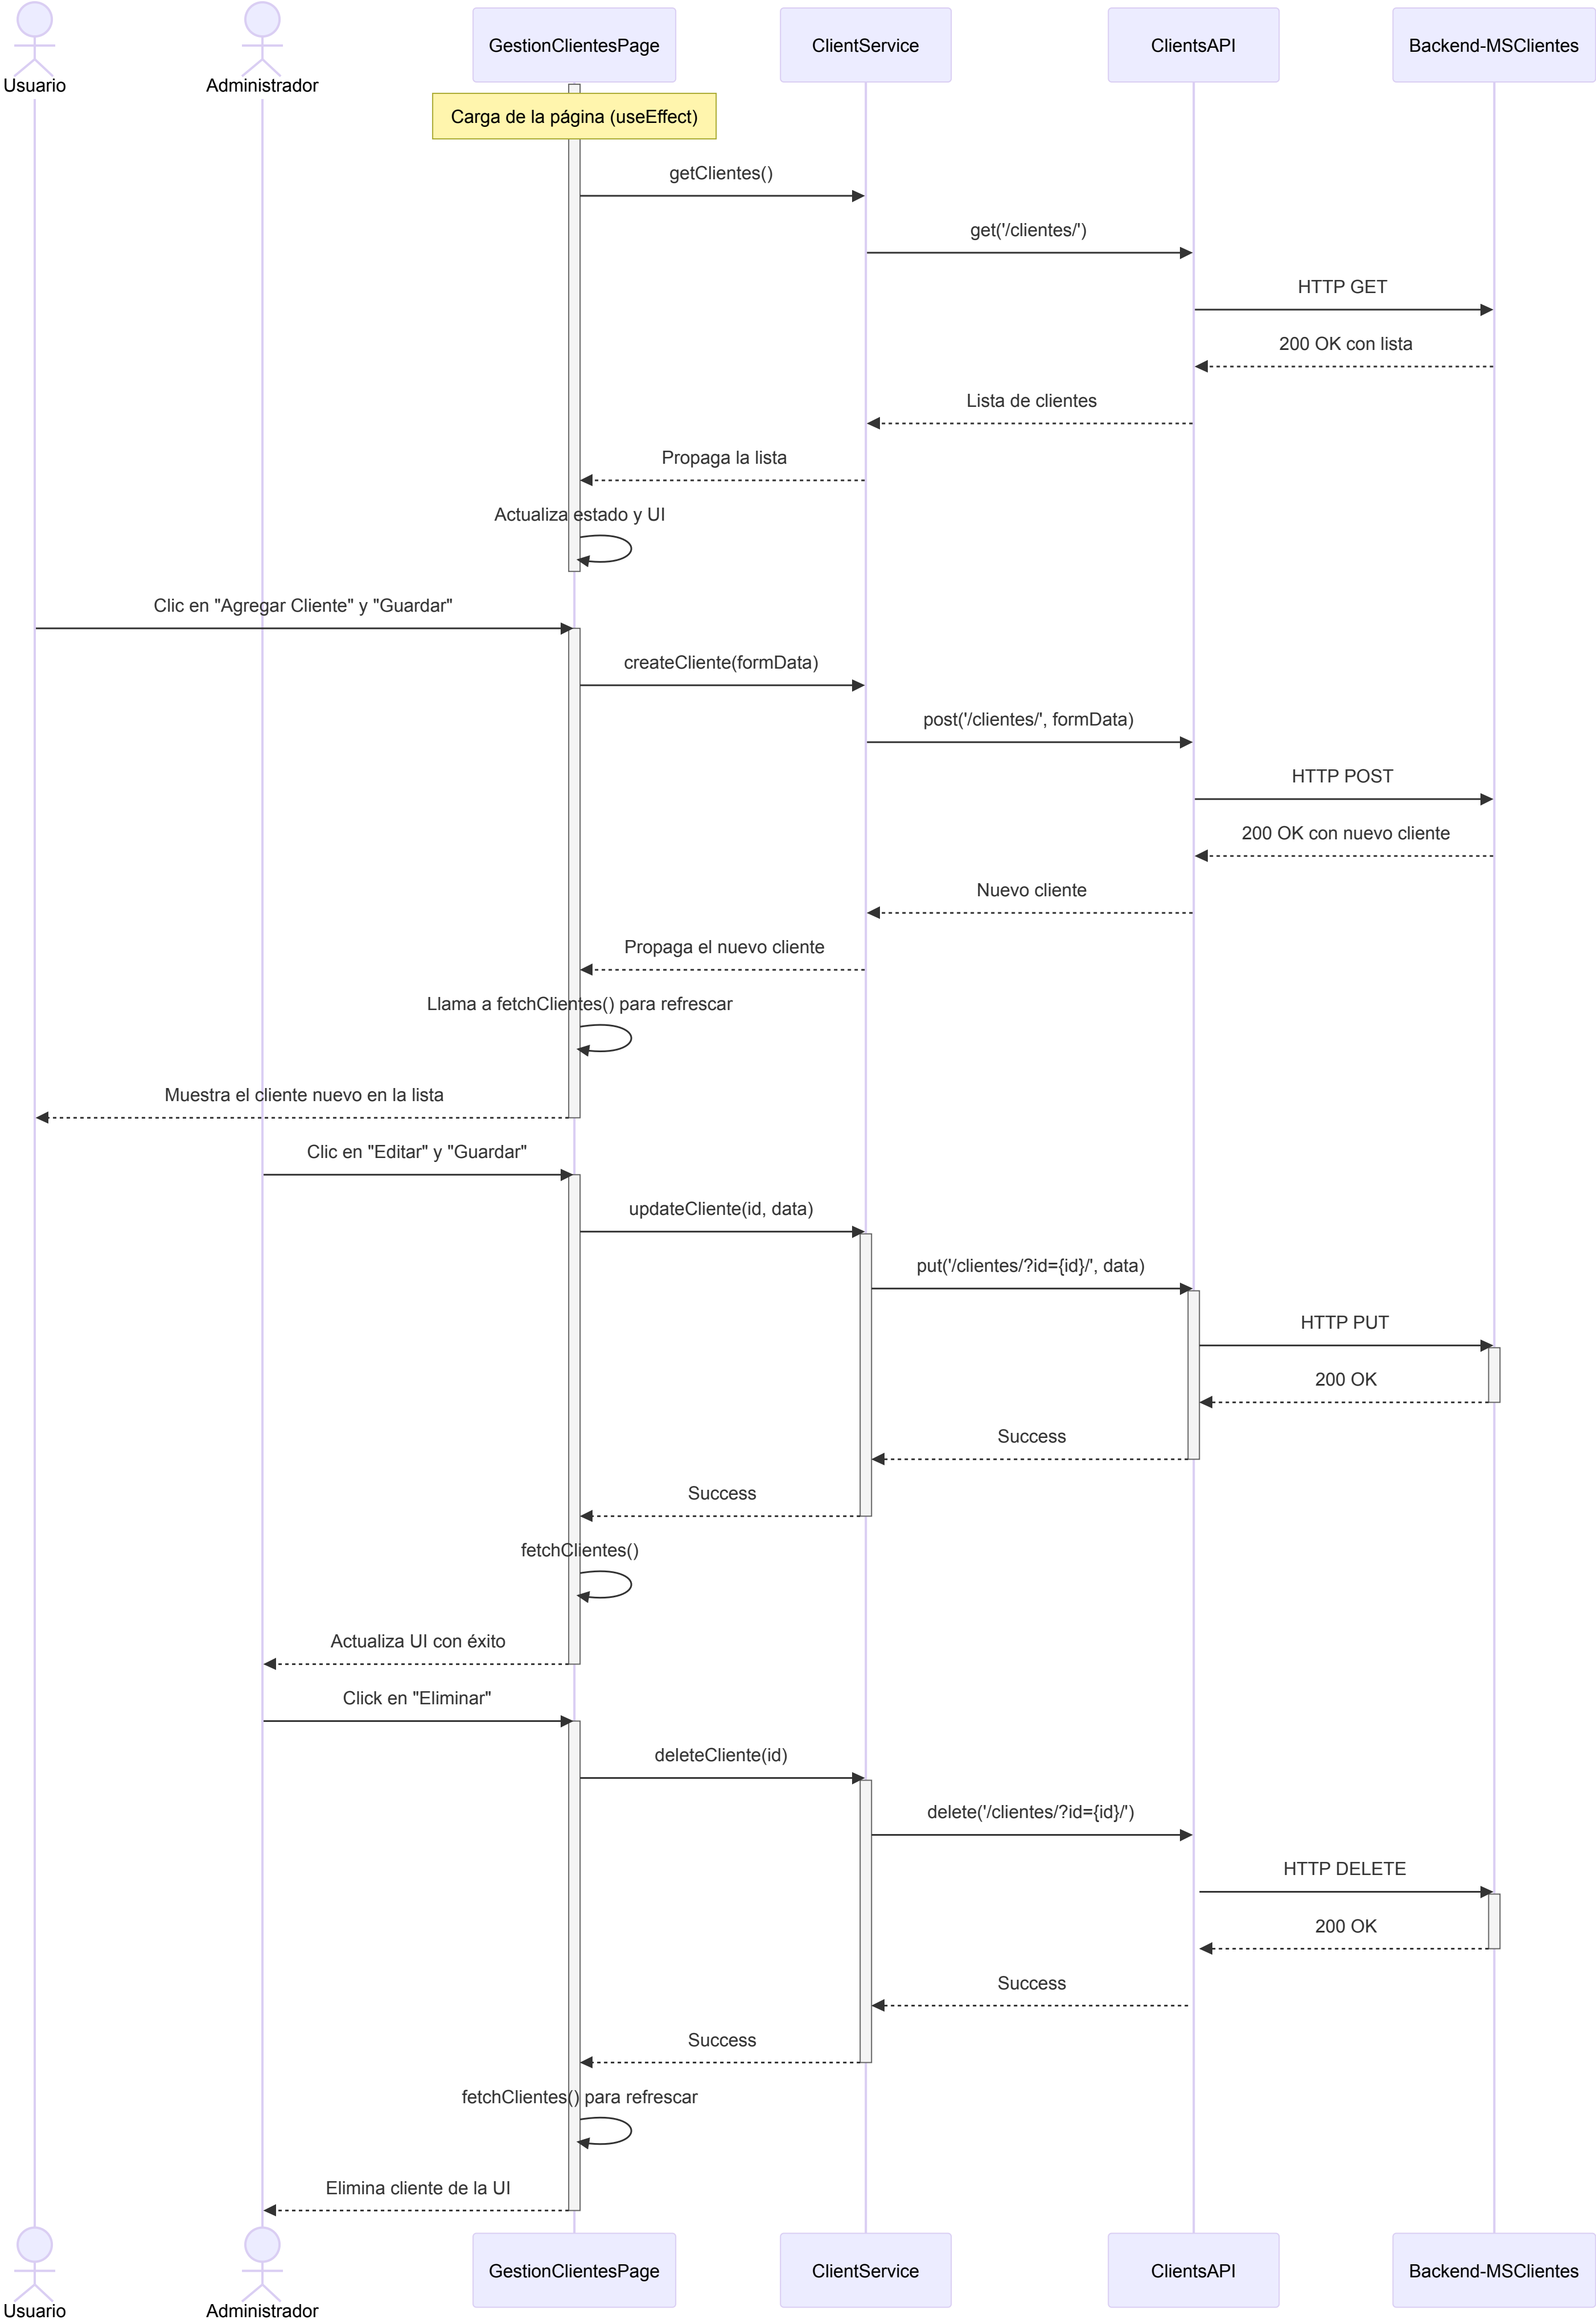 Usuario
Administrador
GestionClientesPage
ClientService
ClientsAPI
Backend-MSClientes
Carga de la página (useEffect)
getClientes()
get('/clientes/')
HTTP GET
200 OK con lista
Lista de clientes
Propaga la lista
Actualiza estado y UI
Clic en "Agregar Cliente" y "Guardar"
createCliente(formData)
post('/clientes/', formData)
HTTP POST
200 OK con nuevo cliente
Nuevo cliente
Propaga el nuevo cliente
Llama a fetchClientes() para refrescar
Muestra el cliente nuevo en la lista
Clic en "Editar" y "Guardar"
updateCliente(id, data)
put('/clientes/?id={id}/', data)
HTTP PUT
200 OK
Success
Success
fetchClientes()
Actualiza UI con éxito
Click en "Eliminar"
deleteCliente(id)
delete('/clientes/?id={id}/')
HTTP DELETE
200 OK
Success
Success
fetchClientes() para refrescar
Elimina cliente de la UI
Usuario
Administrador
GestionClientesPage
ClientService
ClientsAPI
Backend-MSClientes